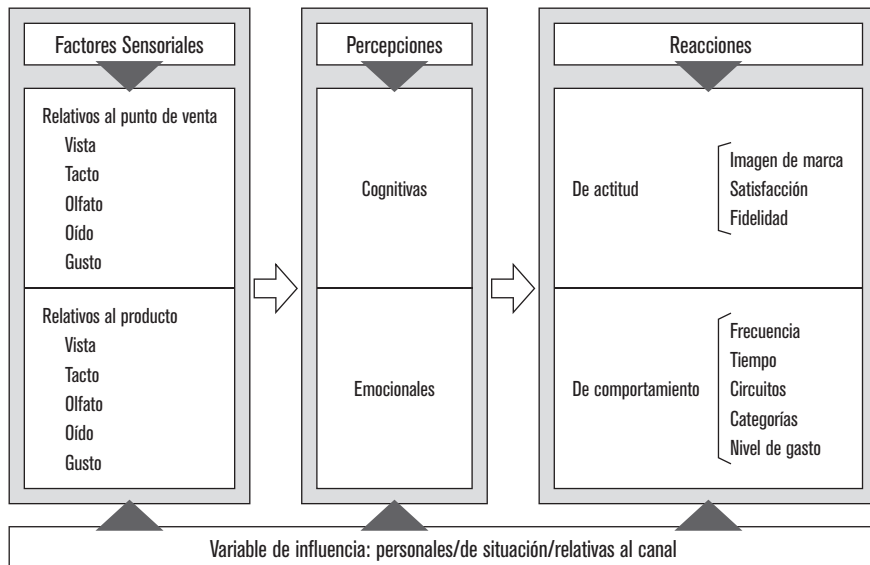 Factores Sensoriales
Relativos al punto de venta
Vista
Tacto
Olfato
Oído
Gusto
Relativos al producto
Vista
Tacto
Olfato
Oído
Gusto
Percepciones
Cognitivas
Emocionales
Reacciones
De actitud
Imagen de marca
Satisfacción
Fidelidad
De comportamiento
Frecuencia
Tiempo
Circuitos
Categorías
Nivel de gasto
Variable de influencia: personales/de situación/relativas al canal